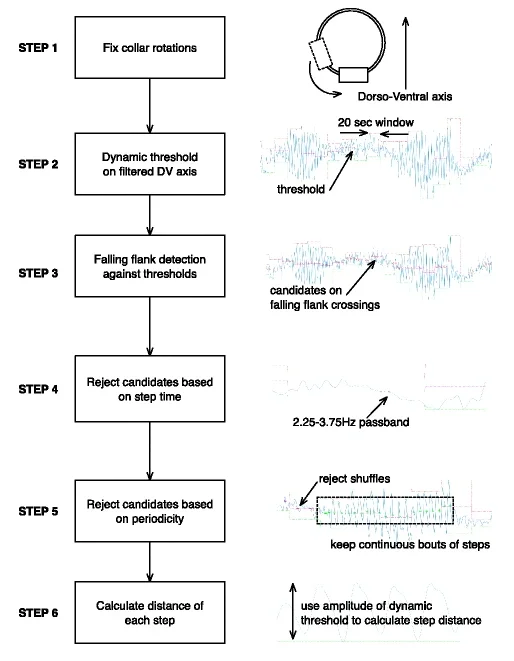 STEP 1
Fix collar rotations
Dorso-Ventral axis
STEP 2
Dynamic threshold
on filtered DV axis
20 sec window
threshold
STEP 3
Falling flank detection
against thresholds
candidates on
falling flank crossings
STEP 4
Reject candidates based
on step time
2.25-3.75Hz passband
STEP 5
Reject candidates based
on periodicity
reject shuffles
keep continuous bouts of steps
STEP 6
Calculate distance of
each step
use amplitude of dynamic
threshold to calculate step distance